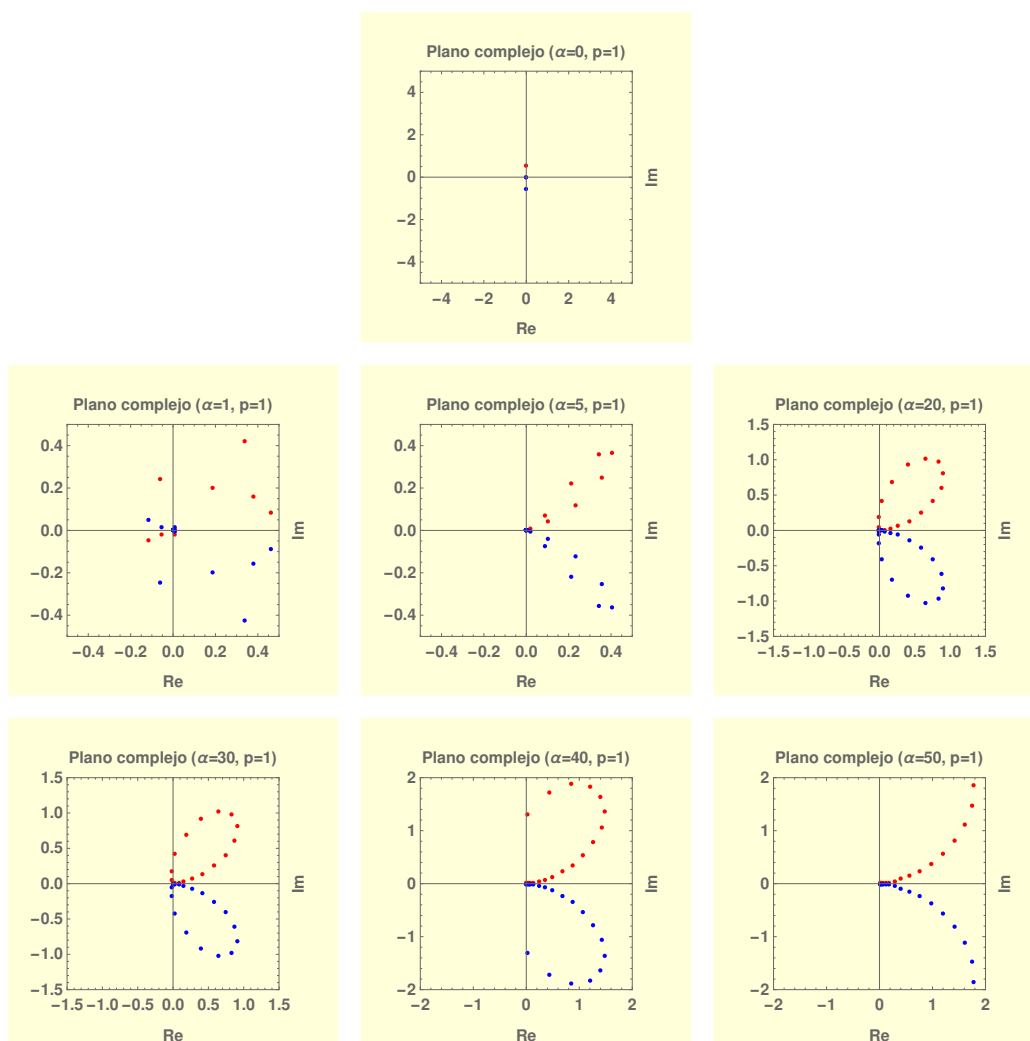 Plano complejo (α=0, p=1)
4
2
0
−2
−4
−4 −2 0 2 4
Re
Im
Plano complejo (α=1, p=1)
0.4
0.2
0.0
−0.2
−0.4
−0.4 −0.2 0.0 0.2 0.4
Re
Im
Plano complejo (α=5, p=1)
0.4
0.2
0.0
−0.2
−0.4
−0.4 −0.2 0.0 0.2 0.4
Re
Im
Plano complejo (α=20, p=1)
1.5
1.0
0.5
0.0
−0.5
−1.0
−1.5
−1.5 −1.0 −0.5 0.0 0.5 1.0 1.5
Re
Im
Plano complejo (α=30, p=1)
1.5
1.0
0.5
0.0
−0.5
−1.0
−1.5
−1.5 −1.0 −0.5 0.0 0.5 1.0 1.5
Re
Im
Plano complejo (α=40, p=1)
2
1
0
−1
−2
−2 −1 0 1 2
Re
Im
Plano complejo (α=50, p=1)
2
1
0
−1
−2
−2 −1 0 1 2
Re
Im